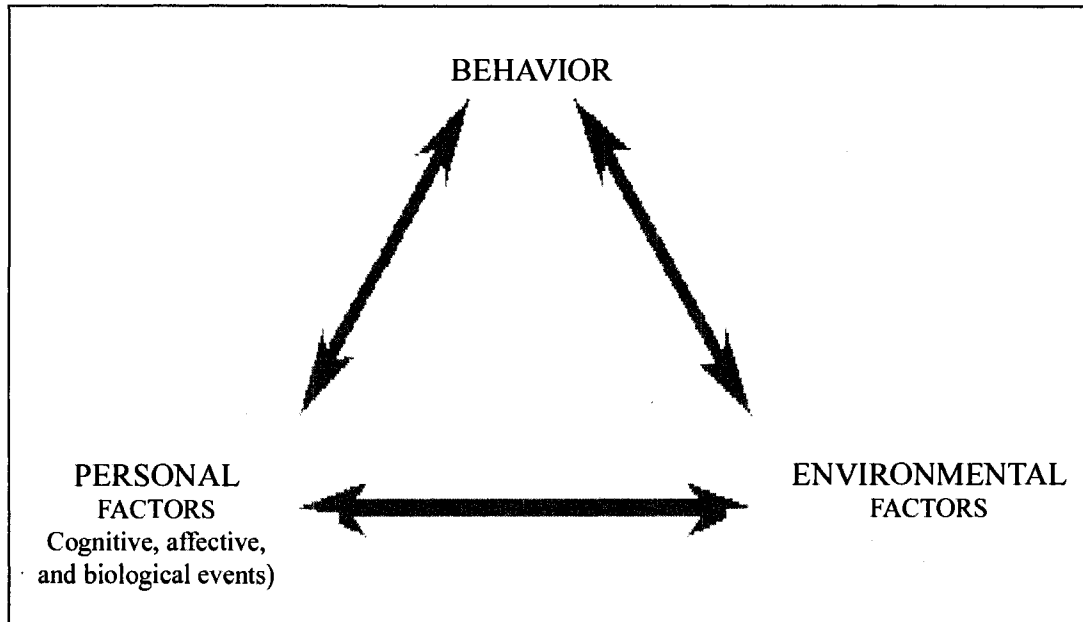 BEHAVIOR
PERSONAL
FACTORS
Cognitive, affective,
and biological events)
ENVIRONMENTAL
FACTORS